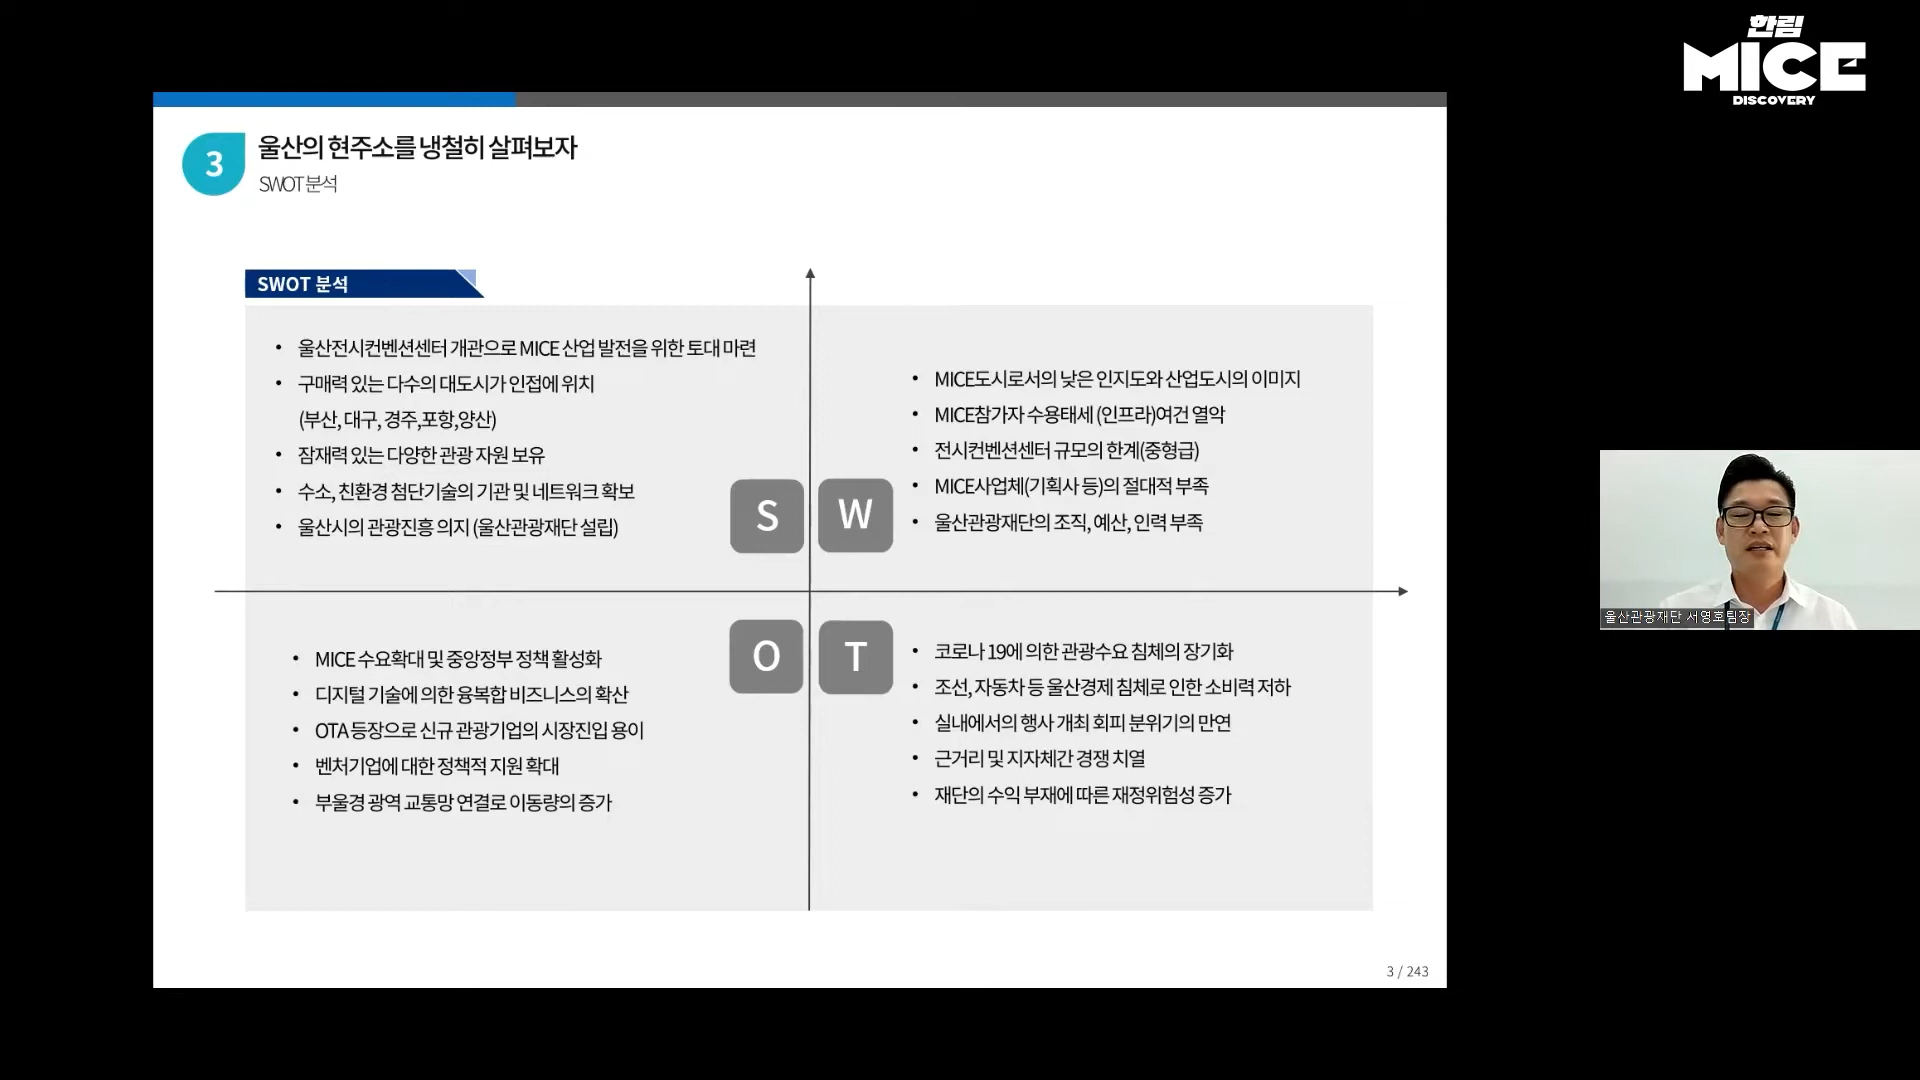 한림
MICE
DISCOVERY
3
울산의 현주소를 냉철히 살펴보자
SWOT 분석
SWOT 분석
• 울산전시컨벤션센터 개관으로 MICE 산업 발전을 위한 토대 마련
• 구매력 있는 다수의 대도시가 인접에 위치
(부산, 대구, 경주,포항,양산)
• 잠재력 있는 다양한 관광 자원 보유
• 수소, 친환경 첨단기술의 기관 및 네트워크 확보
• 울산시의 관광진흥 의지 (울산관광재단 설립)
S
W
• MICE도시로서의 낮은 인지도와 산업도시의 이미지
• MICE참가자 수용태세 (인프라)여건 열악
• 전시컨벤션센터 규모의 한계(중형급)
• MICE사업체(기획사 등)의 절대적 부족
• 울산관광재단의 조직, 예산, 인력 부족
O
T
• MICE 수요확대 및 중앙정부 정책 활성화
• 디지털 기술에 의한 융복합 비즈니스의 확산
• OTA 등장으로 신규 관광기업의 시장진입 용이
• 벤처기업에 대한 정책적 지원 확대
• 부울경 광역 교통망 연결로 이동량의 증가
• 코로나 19에 의한 관광수요 침체의 장기화
• 조선, 자동차 등 울산경제 침체로 인한 소비력 저하
• 실내에서의 행사 개최 회피 분위기의 만연
• 근거리 및 지자체간 경쟁 치열
• 재단의 수익 부재에 따른 재정위험성 증가
3 / 243
울산관광재단 서영호팀장